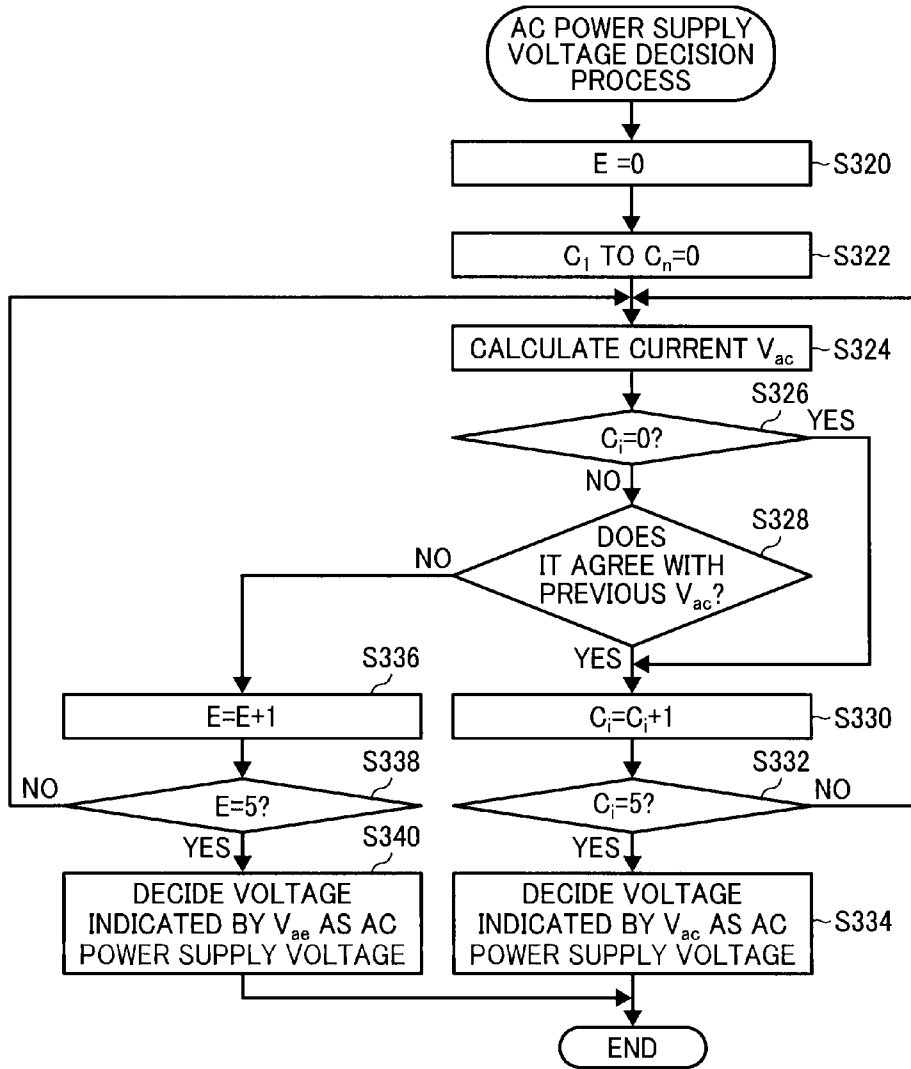 AC POWER SUPPLY
VOLTAGE DECISION
PROCESS
E =0
S320
C₁ TO Cₙ=0
S322
CALCULATE CURRENT Vac
S324
S326
Cᵢ=0?
YES
NO
S328
DOES
IT AGREE WITH
PREVIOUS Vac?
NO
YES
S336
E=E+1
Cᵢ=Cᵢ+1
S330
S338
E=5?
NO
YES
S332
Cᵢ=5?
NO
YES
S340
DECIDE VOLTAGE
INDICATED BY Vae AS AC
POWER SUPPLY VOLTAGE
DECIDE VOLTAGE
INDICATED BY Vac AS AC
POWER SUPPLY VOLTAGE
S334
END